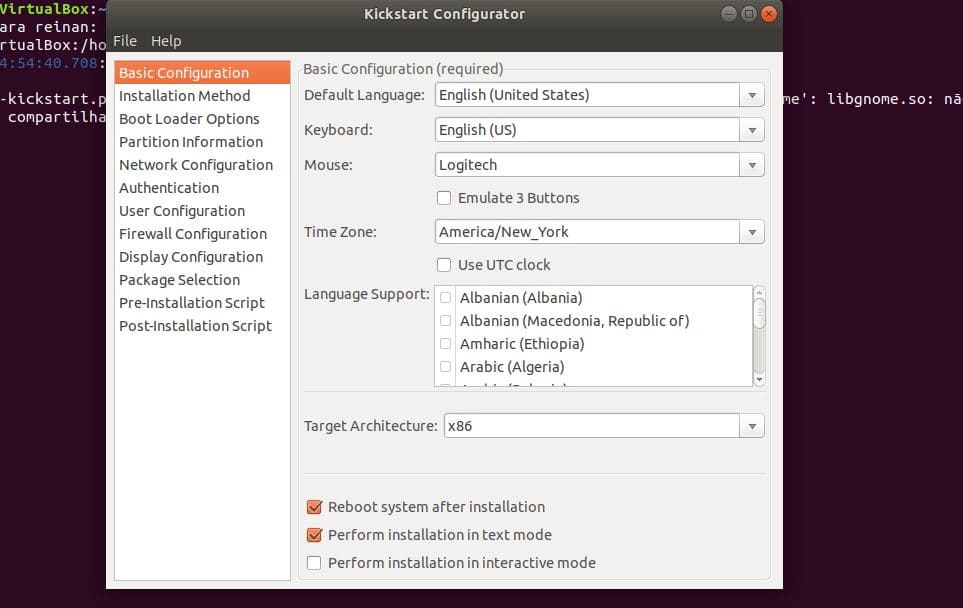 VirtualBox:~
ara reinan:
rtualBox:/ho
4:54:40.708:
-kickstart.p
me': libgnome.so: nã
compartilha
Kickstart Configurator
File Help
Basic Configuration
Installation Method
Boot Loader Options
Partition Information
Network Configuration
Authentication
User Configuration
Firewall Configuration
Display Configuration
Package Selection
Pre-Installation Script
Post-Installation Script
Basic Configuration (required)
Default Language: English (United States)
Keyboard: English (US)
Mouse: Logitech
Emulate 3 Buttons
Time Zone: America/New_York
Use UTC clock
Language Support: Albanian (Albania)
Albanian (Macedonia, Republic of)
Amharic (Ethiopia)
Arabic (Algeria)
Target Architecture: x86
Reboot system after installation
Perform installation in text mode
Perform installation in interactive mode